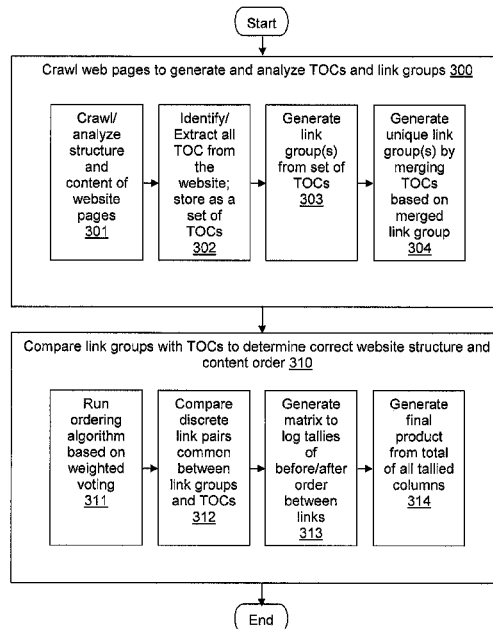 Start
Crawl web pages to generate and analyze TOCs and link groups 300
Crawl/
analyze
structure
and
content of
website
pages
301
Identify/
Extract all
TOC from
the
website;
store as a
set of
TOCs
302
Generate
link
group(s)
from set of
TOCs
303
Generate
unique link
group(s) by
merging
TOCs
based on
merged link
group
304
Compare link groups with TOCs to determine correct website structure and
content order 310
Run
ordering
algorithm
based on
weighted
voting
311
Compare
discrete
link pairs
common
between
link groups
and TOCs
312
Generate
matrix to
log tallies of
before/after
order
between
links
313
Generate
final
product
from total
of all tallied
columns
314
End